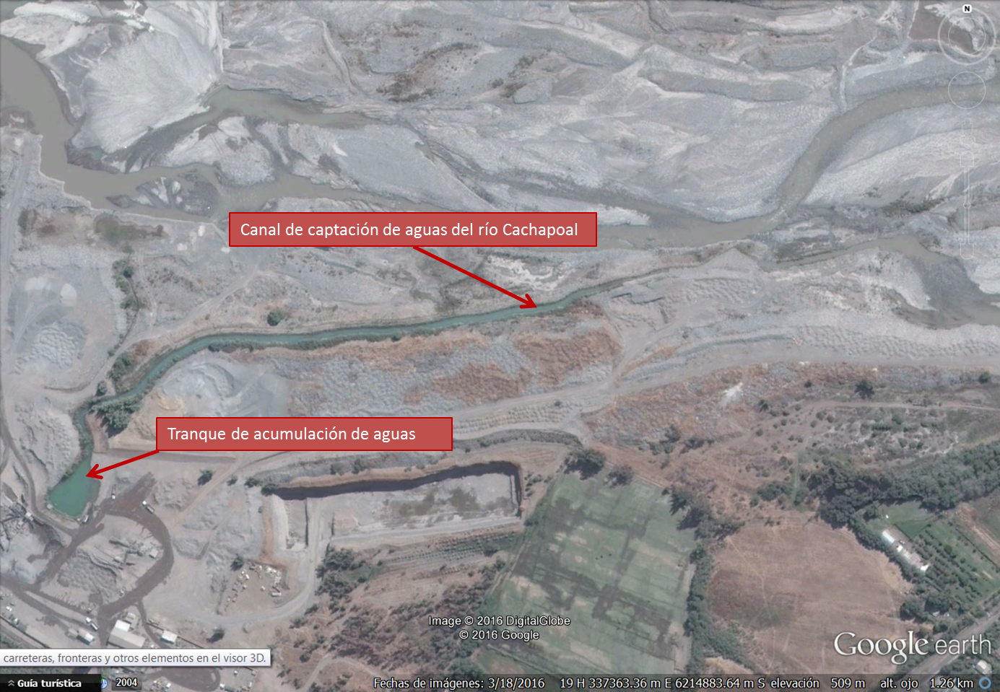 N
Canal de captación de aguas del río Cachapoal
Tranque de acumulación de aguas
Image © 2016 DigitalGlobe
© 2016 Google
Google earth
carreteras, fronteras y otros elementos en el visor 3D.
Guía turística
2004
Fechas de imágenes: 3/18/2016 19 H 337363.36 m E 6214883.64 m S elevación 509 m alt. ojo 1.26 km